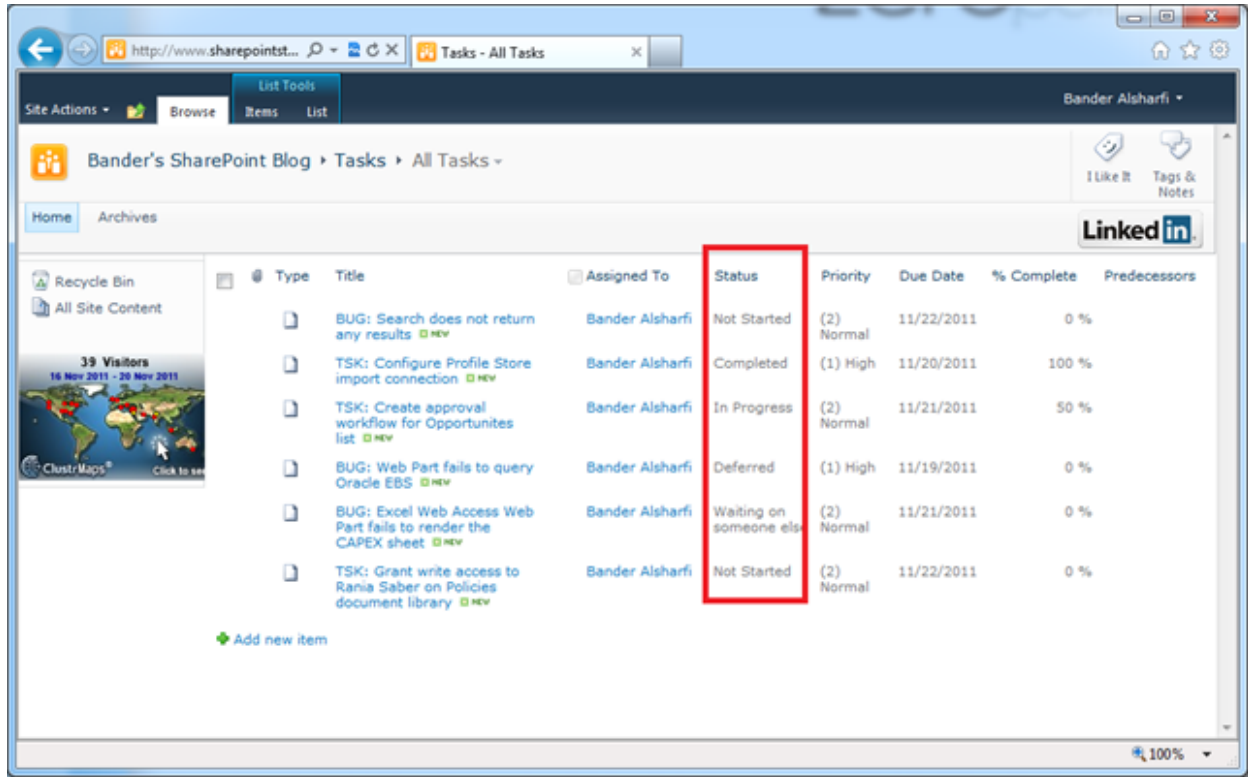 http://www.sharepointst...
Tasks - All Tasks
List Tools
Site Actions
Browse
Items
List
Bander Alsharfi
Bander's SharePoint Blog
Tasks
All Tasks
I Like It
Tags &
Notes
Home
Archives
Linked in.
Recycle Bin
All Site Content
39 Visitors
16 Nov 2011 - 20 Nov 2011
ClustrMaps®
Click to see
Type Title Assigned To Status Priority Due Date % Complete Predecessors
BUG: Search does not return Bander Alsharfi Not Started (2) 11/22/2011 0 %
any results NEW Normal
TSK: Configure Profile Store Bander Alsharfi Completed (1) High 11/20/2011 100 %
import connection NEW
TSK: Create approval Bander Alsharfi In Progress (2) 11/21/2011 50 %
workflow for Opportunites Normal
list NEW
BUG: Web Part fails to query Bander Alsharfi Deferred (1) High 11/19/2011 0 %
Oracle EBS NEW
BUG: Excel Web Access Web Bander Alsharfi Waiting on (2) 11/21/2011 0 %
Part fails to render the someone else Normal
CAPEX sheet NEW
TSK: Grant write access to Bander Alsharfi Not Started (2) 11/22/2011 0 %
Rania Saber on Policies Normal
document library NEW
Add new item
100%